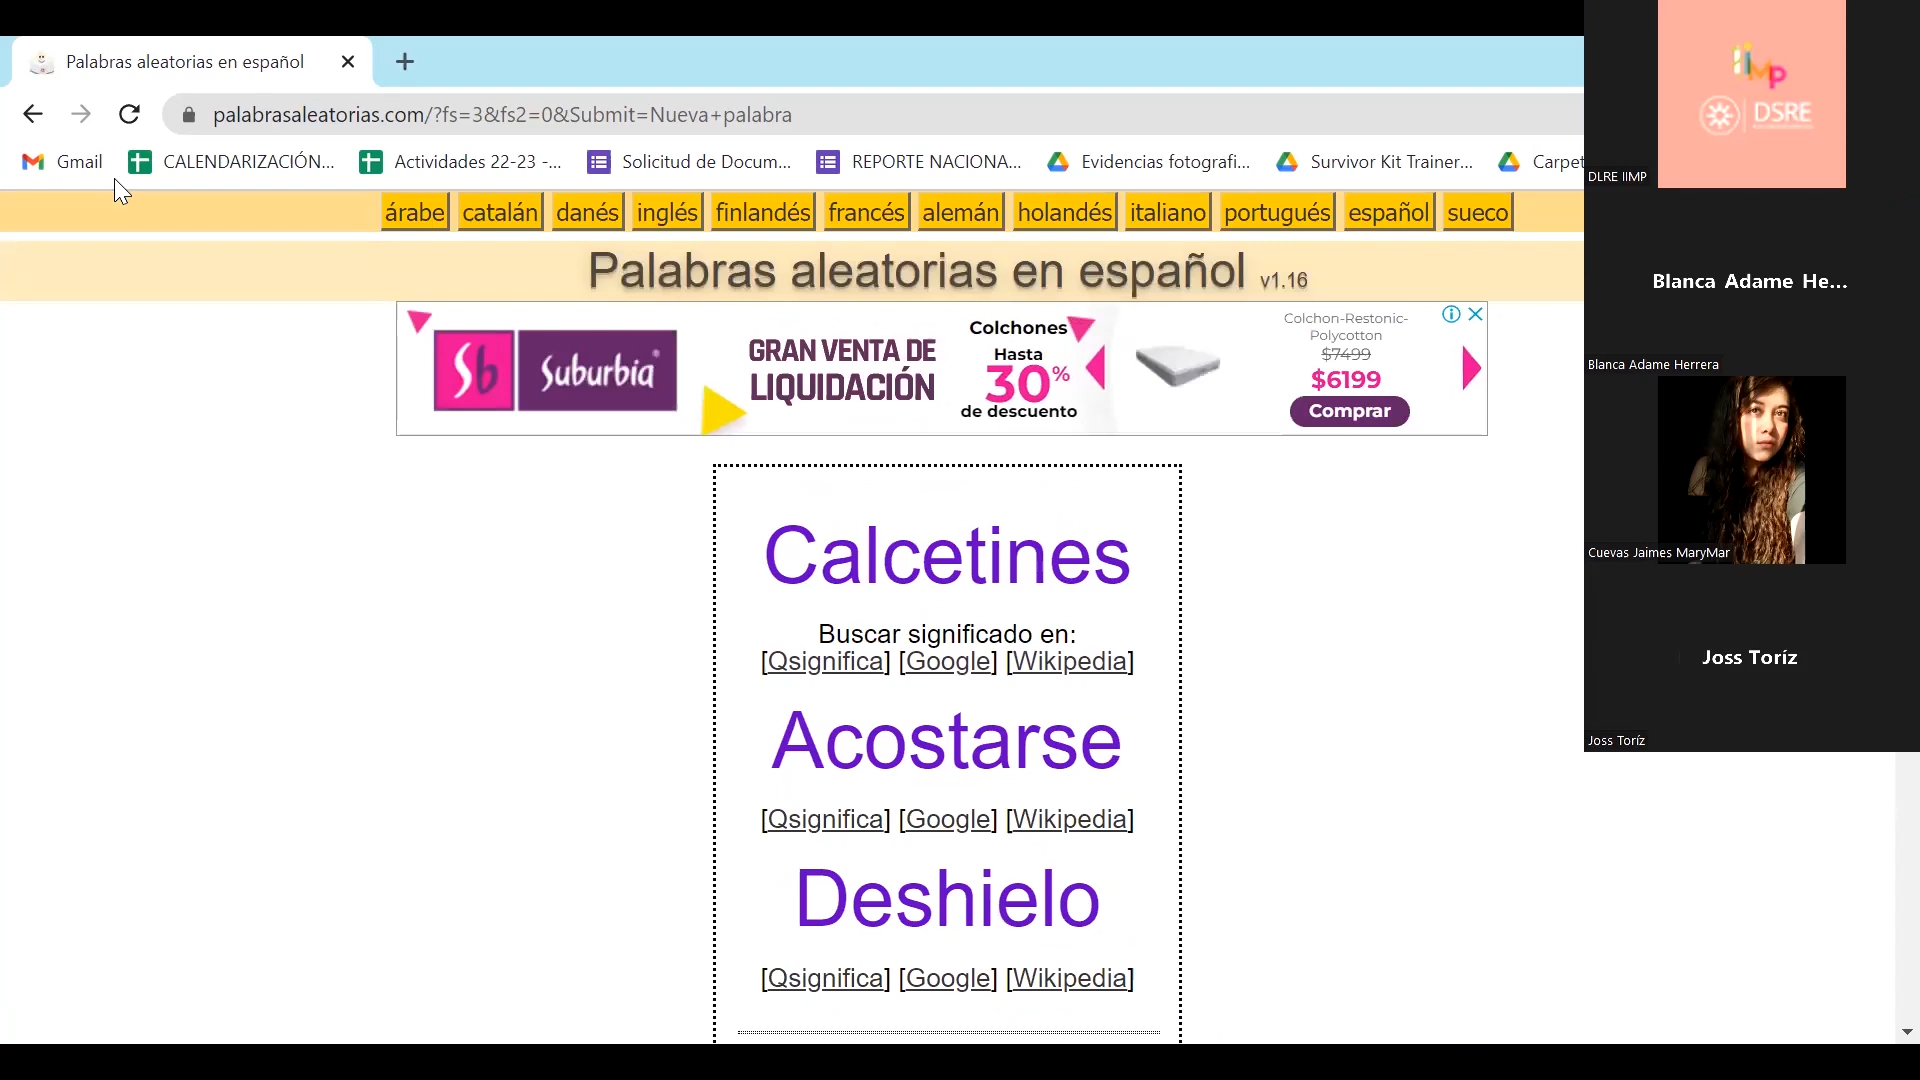 Palabras aleatorias en español
palabrasaleatorias.com/?fs=3&fs2=0&Submit=Nueva+palabra
Gmail CALENDARIZACIÓN... Actividades 22-23 -... Solicitud de Docum... REPORTE NACIONA... Evidencias fotografi... Survivor Kit Trainer... Carpet
árabe catalán danés inglés finlandés francés alemán holandés italiano portugués español sueco
Palabras aleatorias en español v1.16
Sb Suburbia®
GRAN VENTA DE
LIQUIDACIÓN
Colchones
Hasta
30%
de descuento
Colchon-Restonic-
Polycotton
$7499
$6199
Comprar
Calcetines
Buscar significado en:
[Qsignifica] [Google] [Wikipedia]
Acostarse
[Qsignifica] [Google] [Wikipedia]
Deshielo
[Qsignifica] [Google] [Wikipedia]
IIMP
DSRE
DLRE IIMP
Blanca Adame He...
Blanca Adame Herrera
Cuevas Jaimes MaryMar
Joss Toríz
Joss Toríz